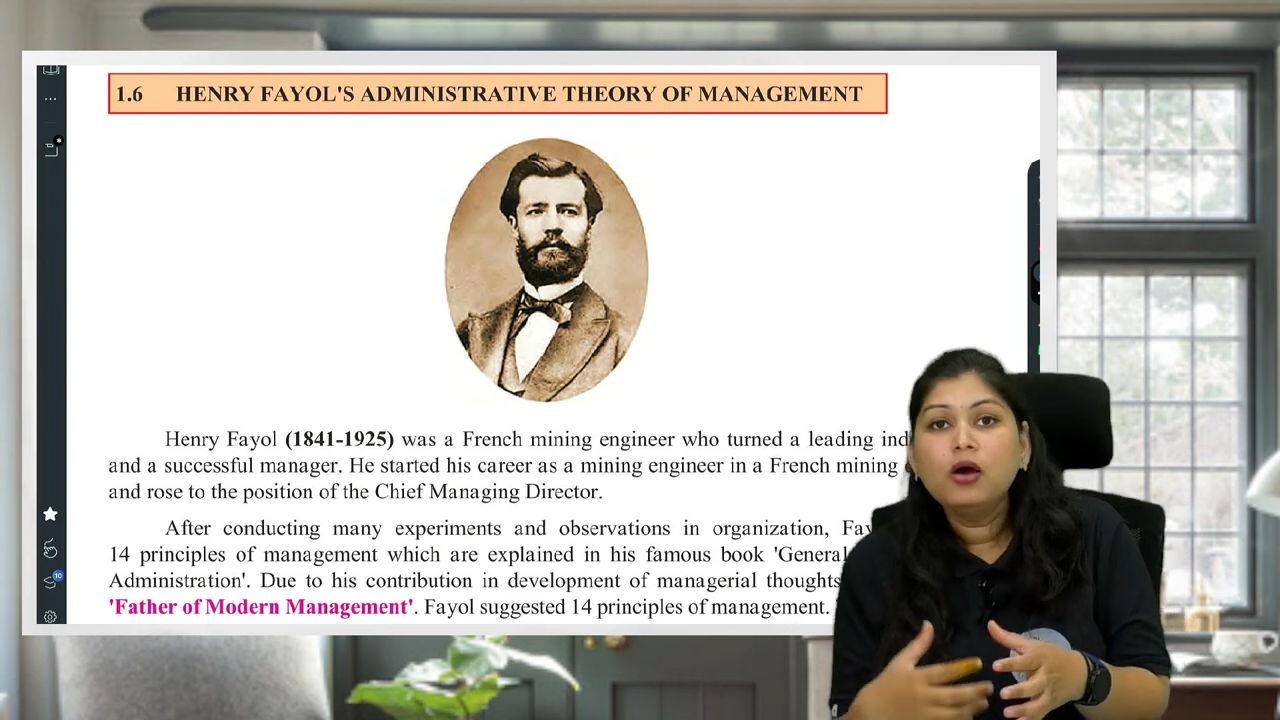 1.6 HENRY FAYOL'S ADMINISTRATIVE THEORY OF MANAGEMENT
Henry Fayol (1841-1925) was a French mining engineer who turned a leading
and a successful manager. He started his career as a mining engineer in a French mining
and rose to the position of the Chief Managing Director.
After conducting many experiments and observations in organization,
14 principles of management which are explained in his famous book 'General
Administration'. Due to his contribution in development of managerial thoughts
'Father of Modern Management'. Fayol suggested 14 principles of management.
10